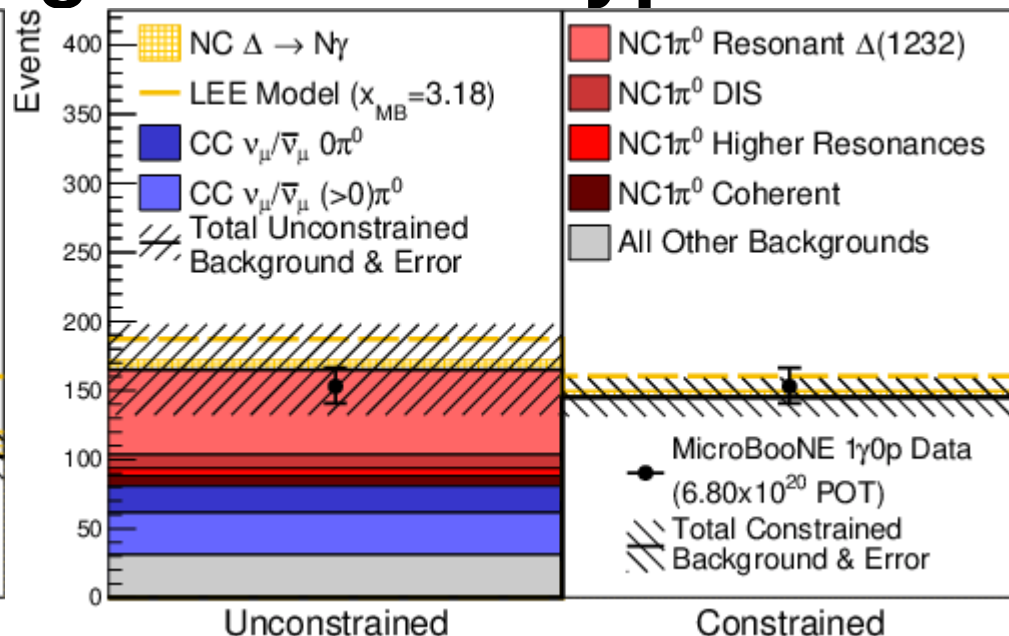 Events
400
350
300
250
200
150
100
50
0
NC Δ → Nγ
LEE Model (x_MB=3.18)
CC ν_μ/ν̅_μ 0π⁰
CC ν_μ/ν̅_μ (>0)π⁰
Total Unconstrained
Background & Error
NC1π⁰ Resonant Δ(1232)
NC1π⁰ DIS
NC1π⁰ Higher Resonances
NC1π⁰ Coherent
All Other Backgrounds
MicroBooNE 1γ0p Data
(6.80x10²⁰ POT)
Total Constrained
Background & Error
Unconstrained
Constrained